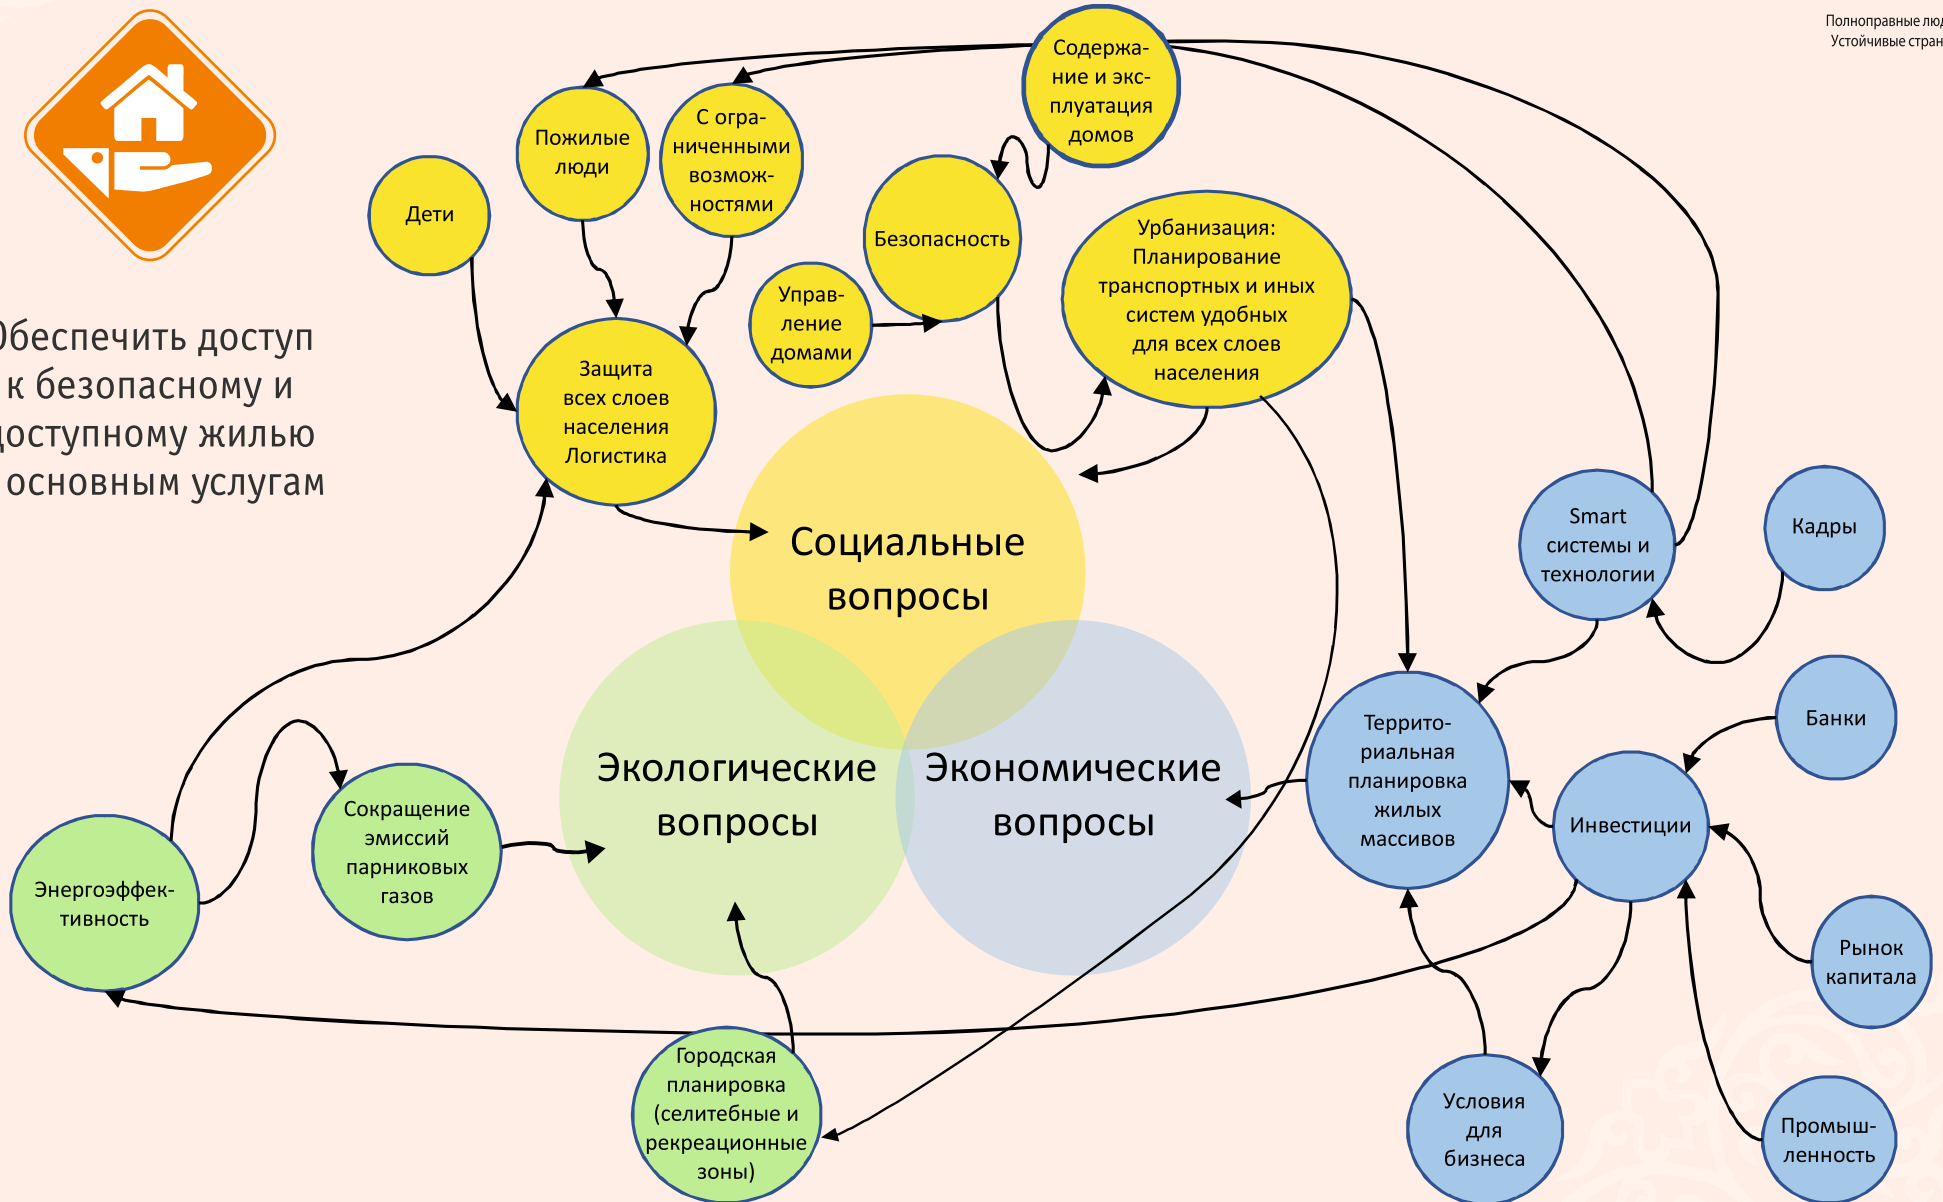 Полноправные люд
Устойчивые стран
Содержа-
ние и экс-
плуатация
домов
Пожилые
люди
С огра-
ниченными
возмож-
ностями
Дети
Безопасность
Урбанизация:
Планирование
транспортных и иных
систем удобных
для всех слоев
населения
Управ-
ление
домами
Обеспечить доступ
к безопасному и
доступному жилью
основным услугам
Защита
всех слоев
населения
Логистика
Smart
системы и
технологии
Кадры
Социальные
вопросы
Банки
Террито-
риальная
планировка
жилых
массивов
Экологические
вопросы
Экономические
вопросы
Инвестиции
Сокращение
эмиссий
парниковых
газов
Энергоэффек-
тивность
Рынок
капитала
Городская
планировка
(селитебные и
рекреационные
зоны)
Условия
для
бизнеса
Промыш-
ленность